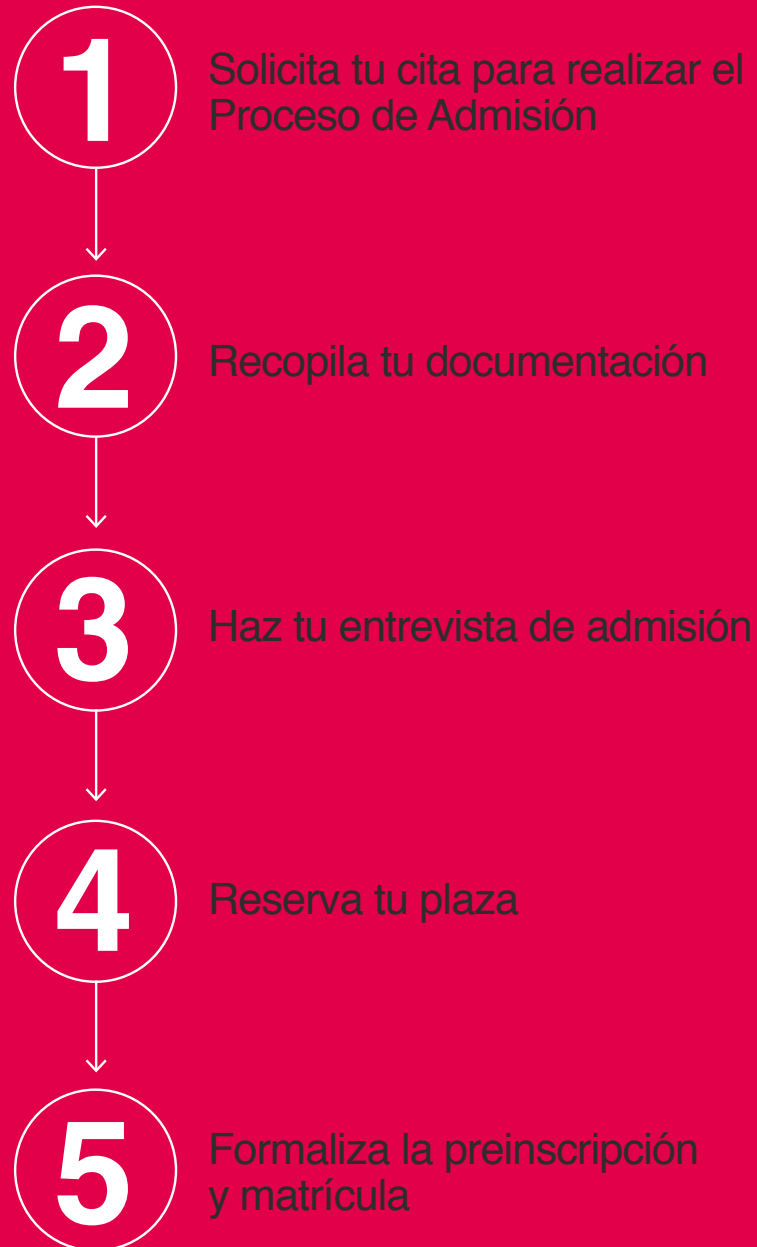 1
Solicita tu cita para realizar el
Proceso de Admisión
2
Recopila tu documentación
3
Haz tu entrevista de admisión
4
Reserva tu plaza
5
Formaliza la preinscripción
y matrícula